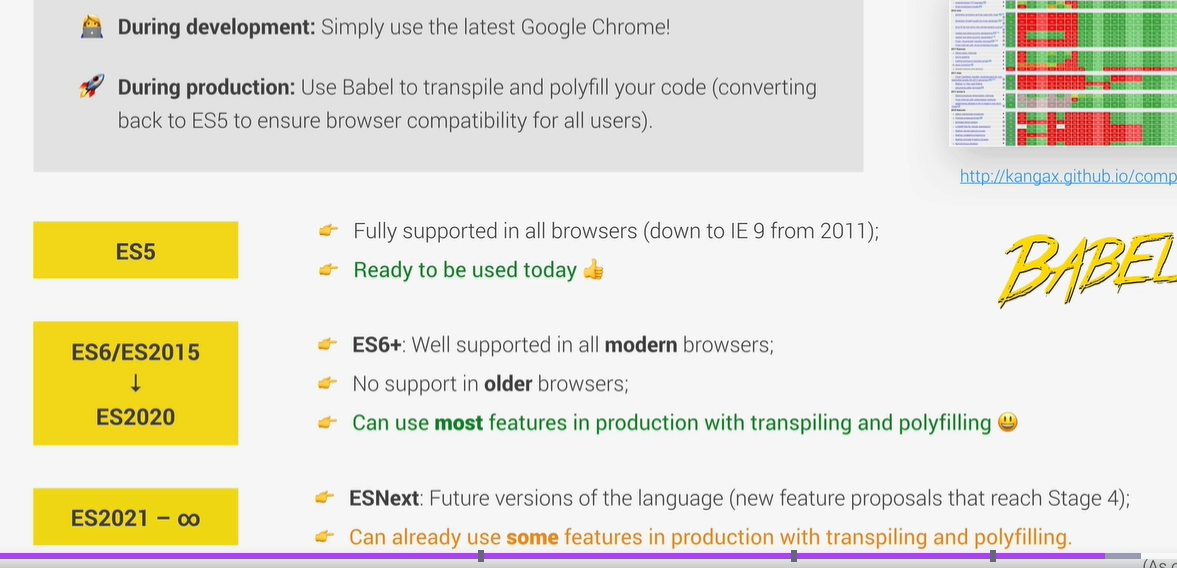 During development: Simply use the latest Google Chrome!
During production: Use Babel to transpile and polyfill your code (converting
back to ES5 to ensure browser compatibility for all users).
http://kangax.github.io/comp
ES5
Fully supported in all browsers (down to IE 9 from 2011);
Ready to be used today 👍
BABEL
ES6/ES2015
↓
ES2020
ES6+: Well supported in all modern browsers;
No support in older browsers;
Can use most features in production with transpiling and polyfilling 😃
ES2021 – ∞
ESNext: Future versions of the language (new feature proposals that reach Stage 4);
Can already use some features in production with transpiling and polyfilling.